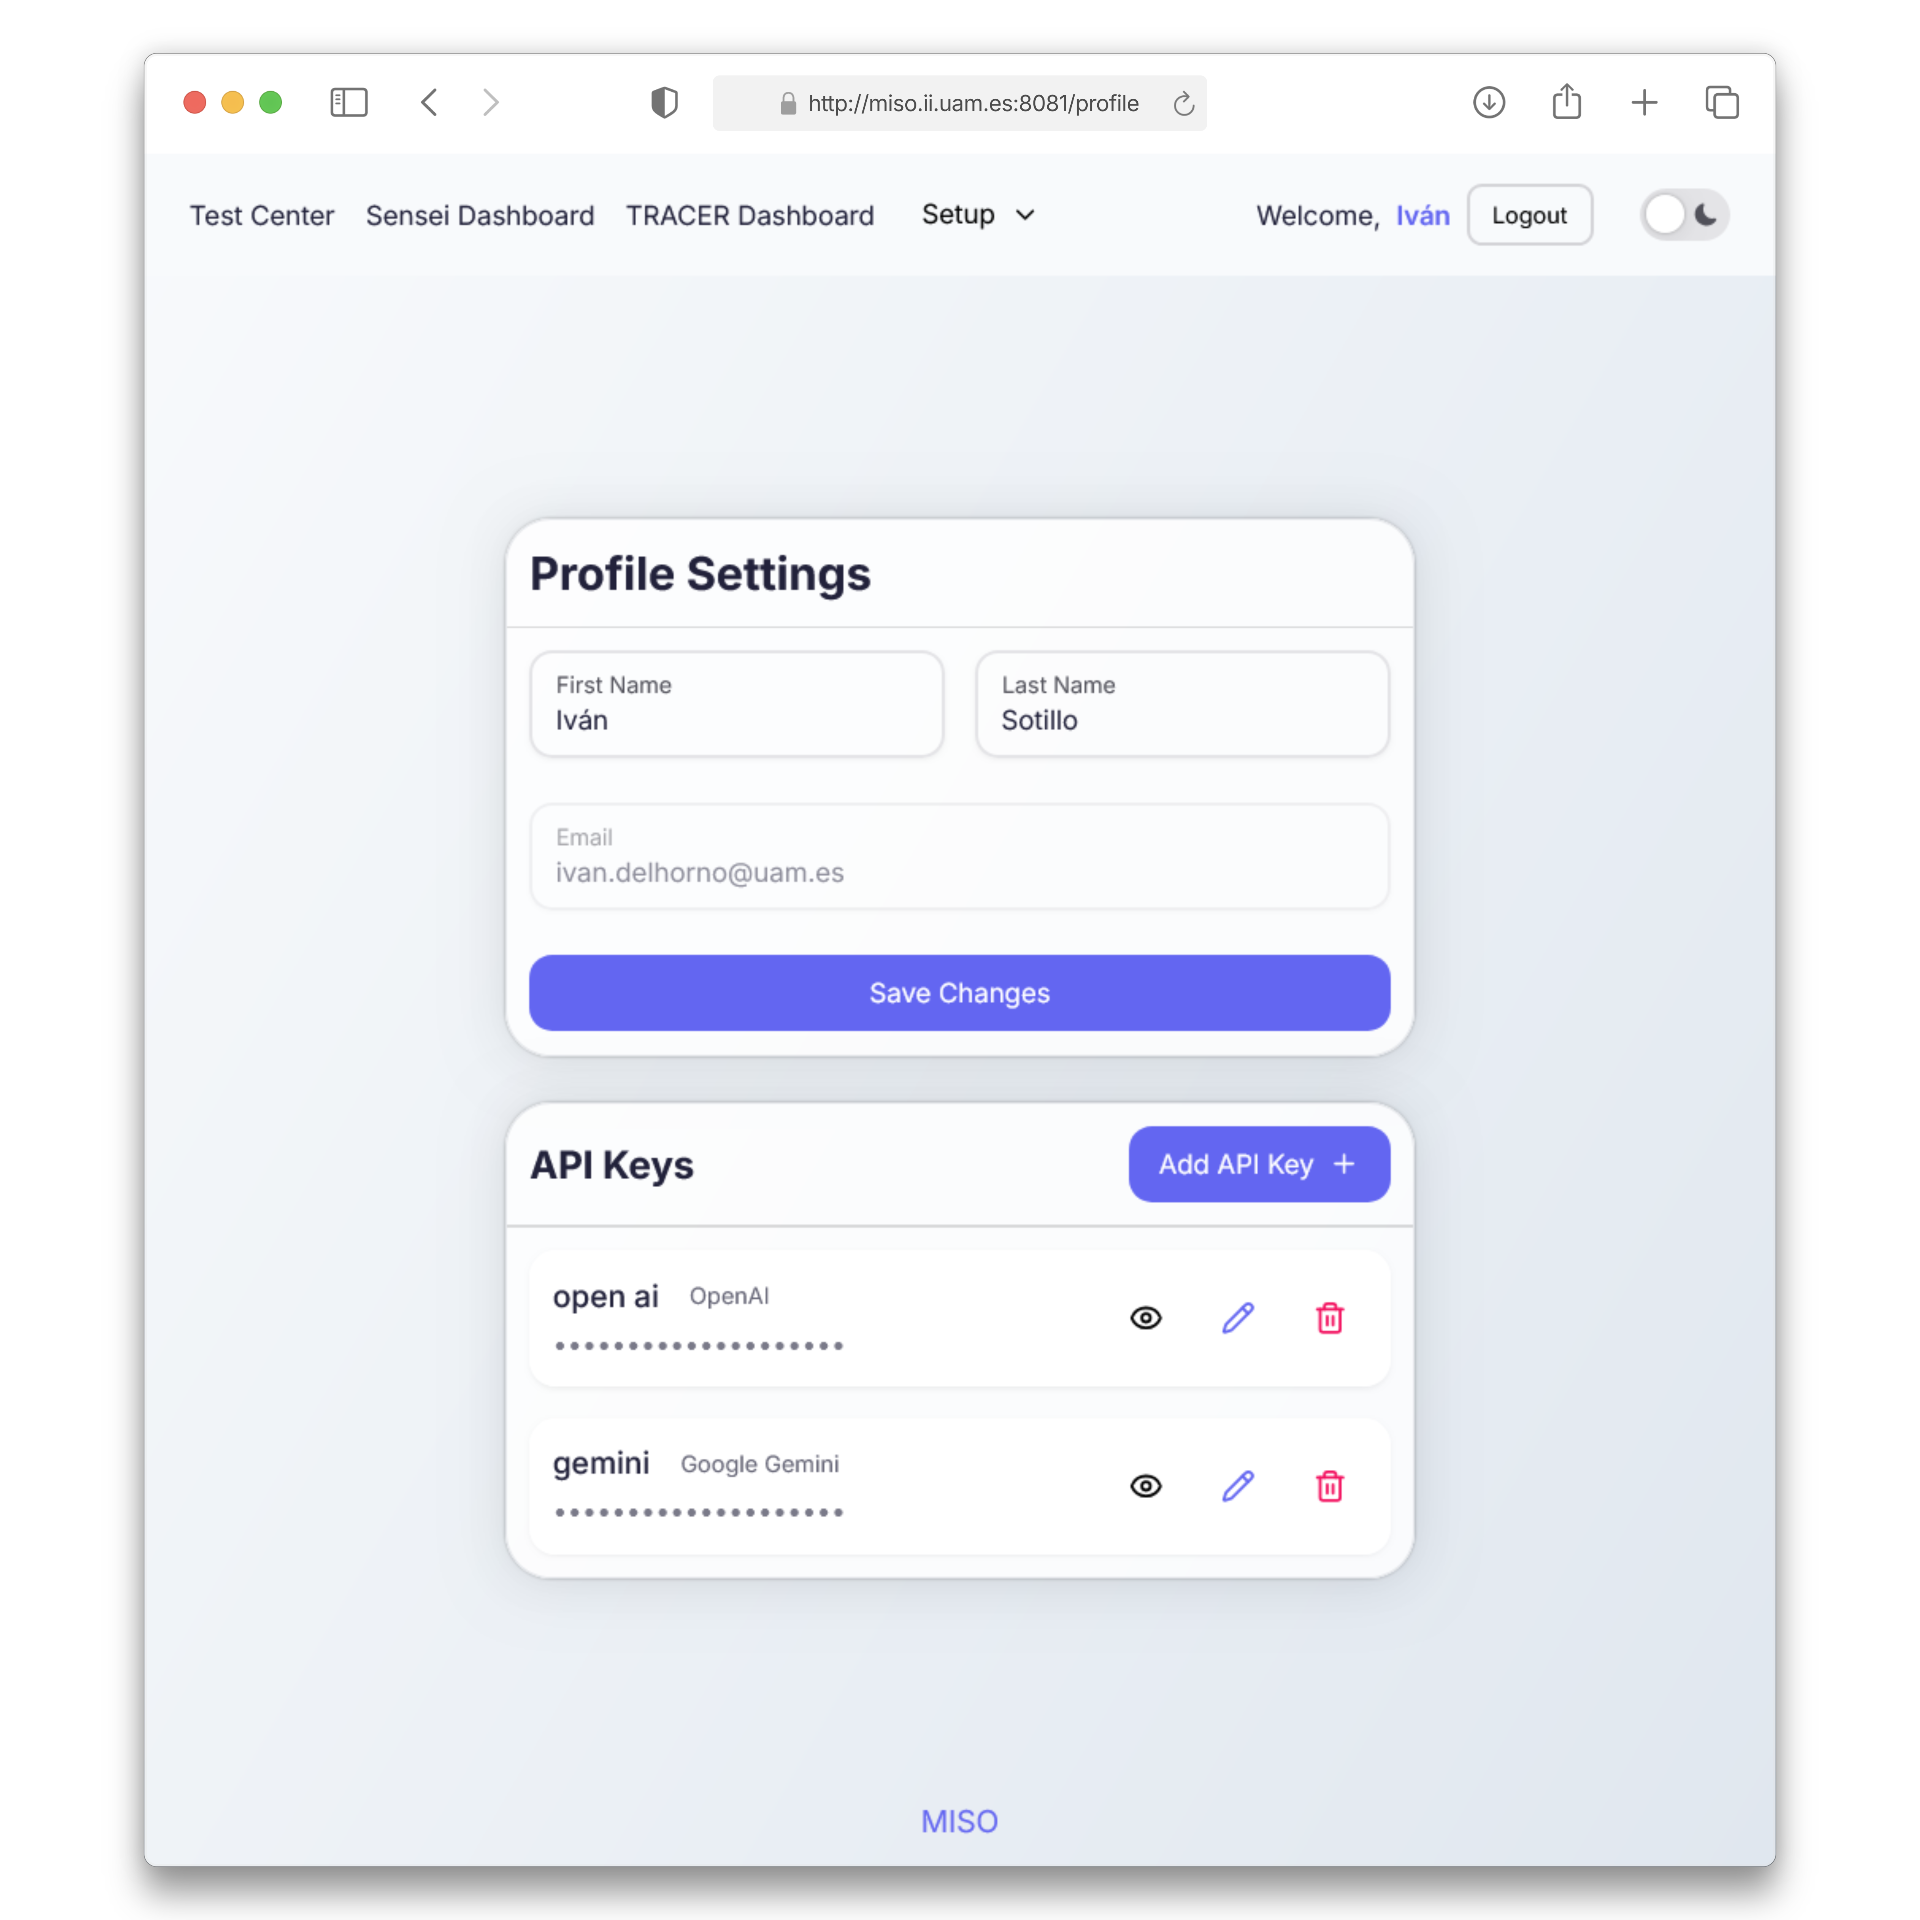 http://miso.ii.uam.es:8081/profile
Test Center Sensei Dashboard TRACER Dashboard Setup Welcome, Iván Logout
Profile Settings
First Name Last Name
Iván Sotillo
Email
ivan.delhorno@uam.es
Save Changes
API Keys Add API Key +
open ai OpenAI
••••••••••••••••••••
gemini Google Gemini
••••••••••••••••••••
MISO